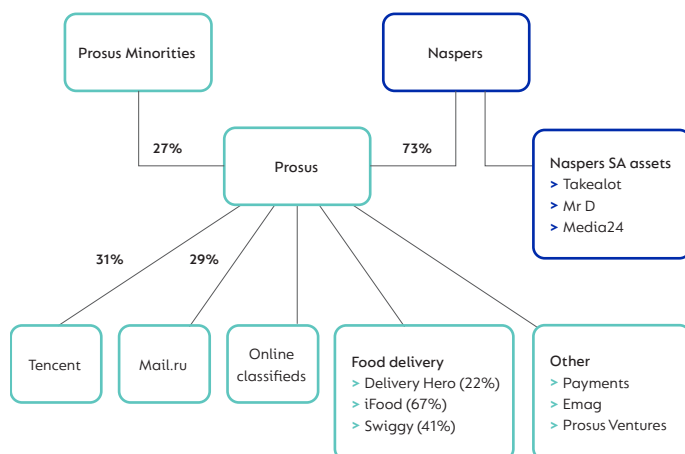 Prosus Minorities
Naspers
27%
73%
Prosus
Naspers SA assets
> Takealot
> Mr D
> Media24
31%
29%
Tencent
Mail.ru
Online
classifieds
Food delivery
> Delivery Hero (22%)
> iFood (67%)
> Swiggy (41%)
Other
> Payments
> Emag
> Prosus Ventures